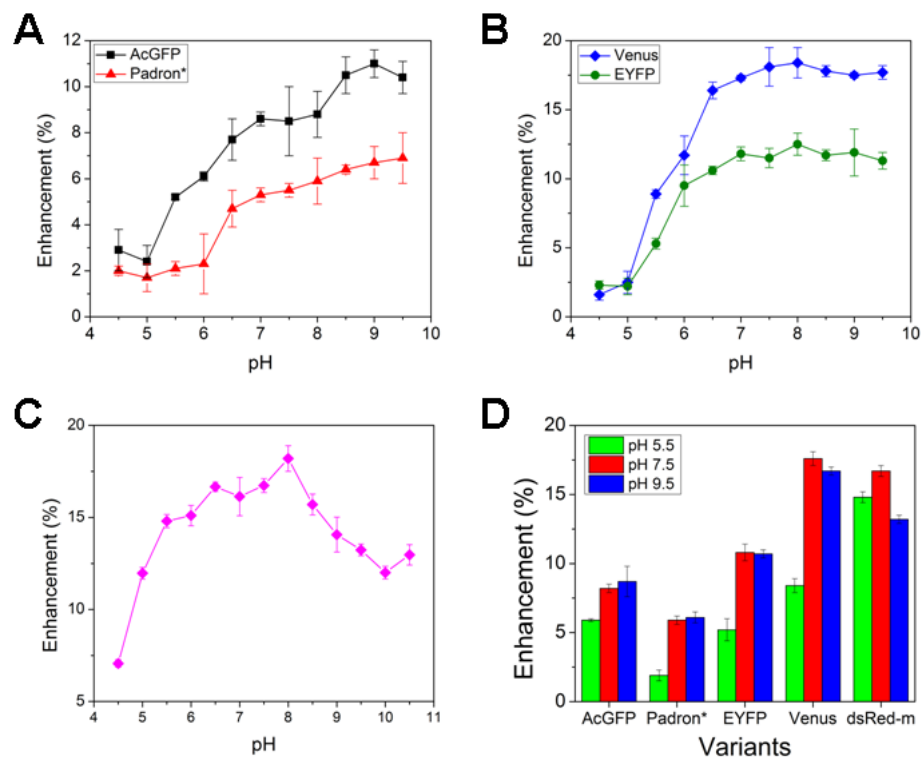 A
AcGFP
Padron*
Enhancement (%)
12
10
8
6
4
2
0
4 5 6 7 8 9 10
pH
B
Venus
EYFP
Enhancement (%)
20
15
10
5
0
4 5 6 7 8 9 10
pH
C
Enhancement (%)
20
15
10
5
4 5 6 7 8 9 10 11
pH
D
pH 5.5
pH 7.5
pH 9.5
Enhancement (%)
20
15
10
5
0
AcGFP Padron* EYFP Venus dsRed-m
Variants